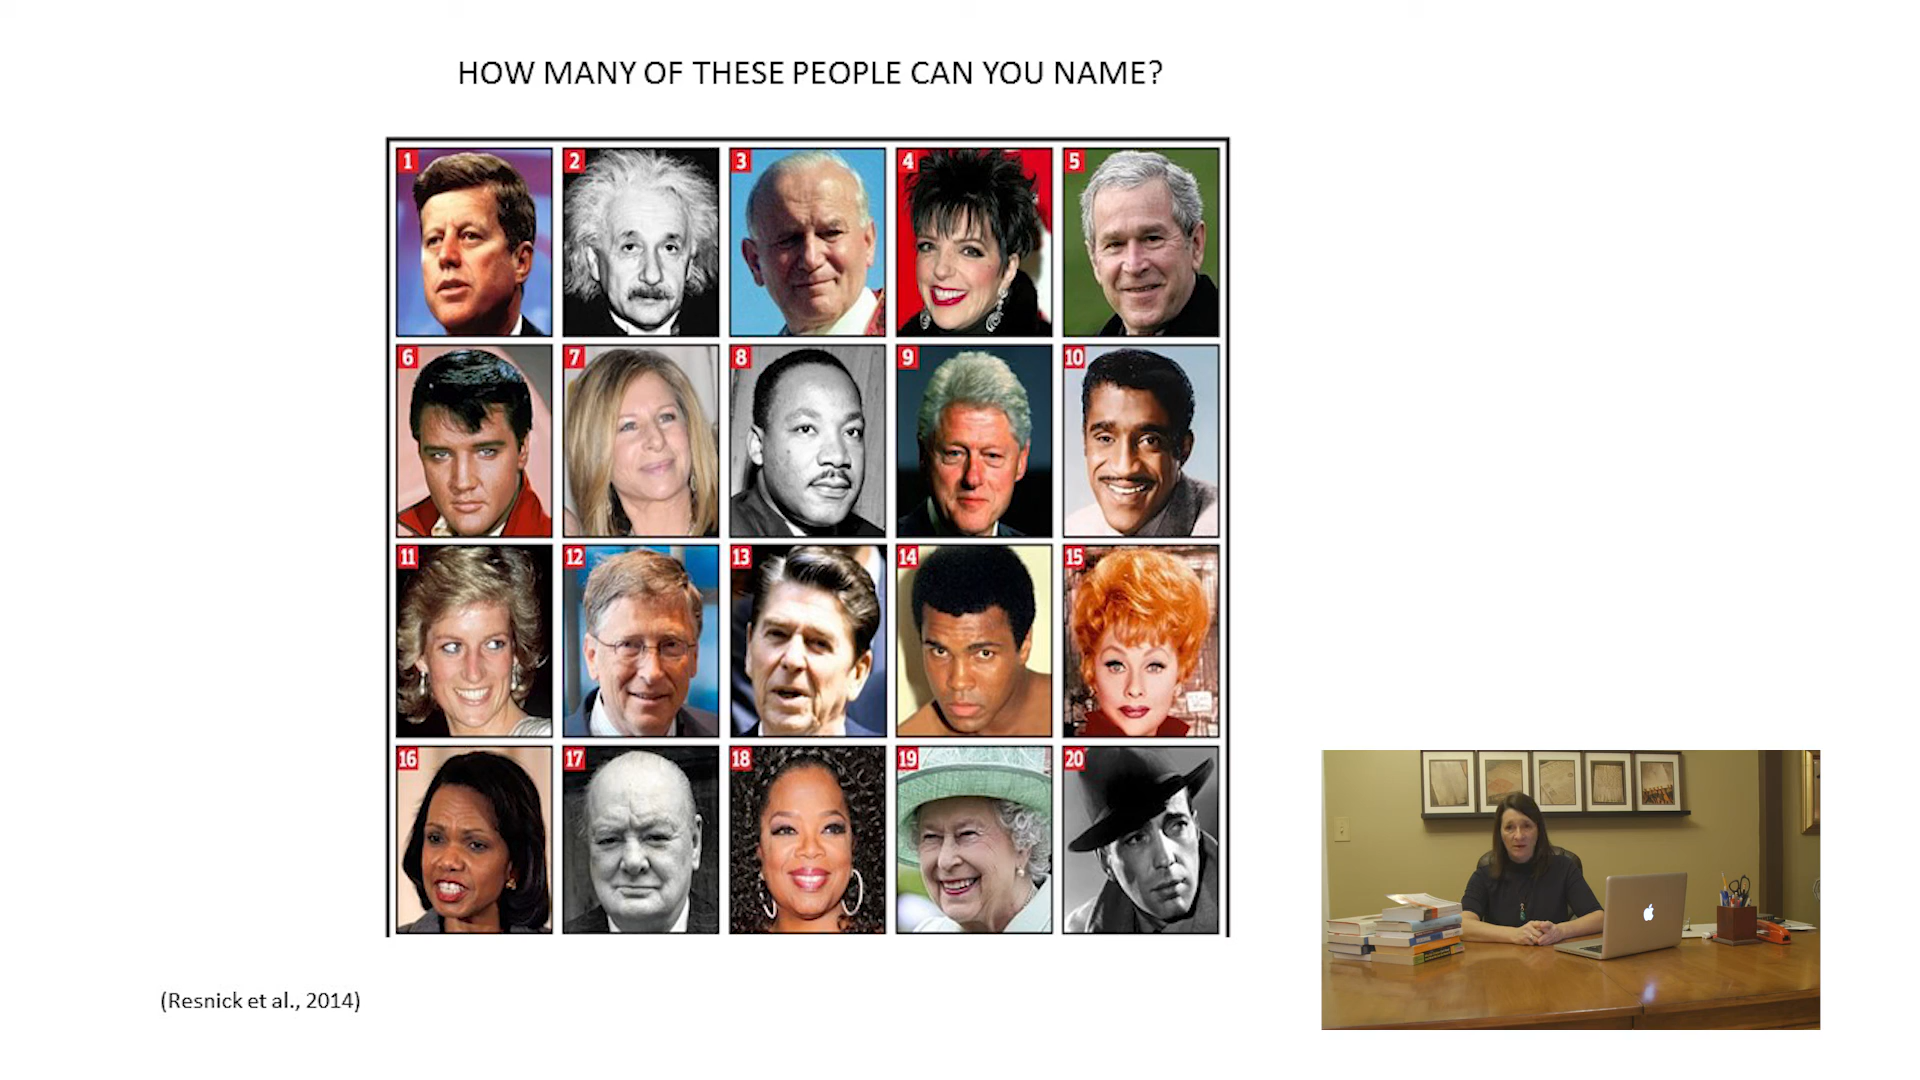 HOW MANY OF THESE PEOPLE CAN YOU NAME?
1 2 3 4 5
6 7 8 9 10
11 12 13 14 15
16 17 18 19 20
(Resnick et al., 2014)